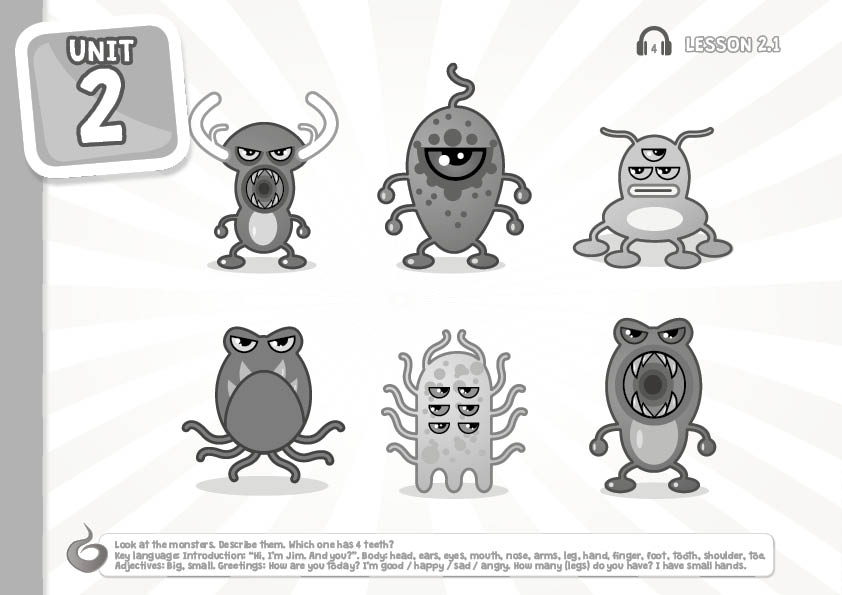 UNIT
2
4 LESSON 2.1
Look at the monsters. Describe them. Which one has 4 teeth?
Key language: Introduction: "Hi, I'm Jim. And you?". Body: head, ears, eyes, mouth, nose, arms, leg, hand, finger, foot, tooth, shoulder, toe.
Adjectives: Big, small. Greetings: How are you today? I'm good / happy / sad / angry. How many (legs) do you have? I have small hands.